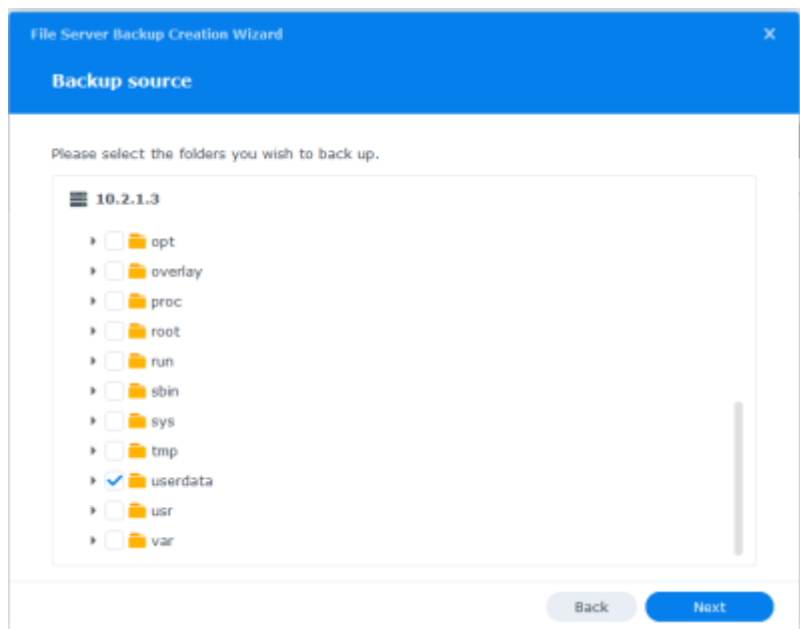 File Server Backup Creation Wizard
Backup source
Please select the folders you wish to back up.
10.2.1.3
opt
overlay
proc
root
run
sbin
sys
tmp
userdata
usr
var
Back Next